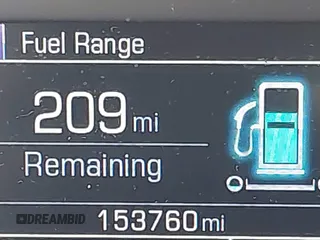 Fuel Range
209 mi
Remaining
DREAMBID
153760 mi